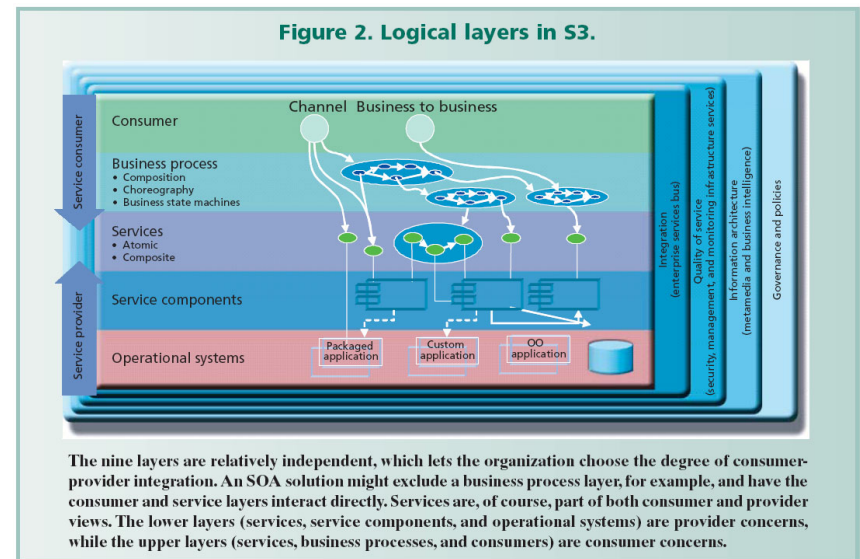 Figure 2. Logical layers in S3.
Service consumer
Service provider
Channel Business to business
Consumer
Business process
• Composition
• Choreography
• Business state machines
Services
• Atomic
• Composite
Service components
Operational systems
Packaged
application
Custom
application
OO
application
Integration
(enterprise services bus)
Quality of service
(security, management, and monitoring infrastructure services)
Information architecture
(metamedia and business intelligence)
Governance and policies
The nine layers are relatively independent, which lets the organization choose the degree of consumer-
provider integration. An SOA solution might exclude a business process layer, for example, and have the
consumer and service layers interact directly. Services are, of course, part of both consumer and provider
views. The lower layers (services, service components, and operational systems) are provider concerns,
while the upper layers (services, business processes, and consumers) are consumer concerns.